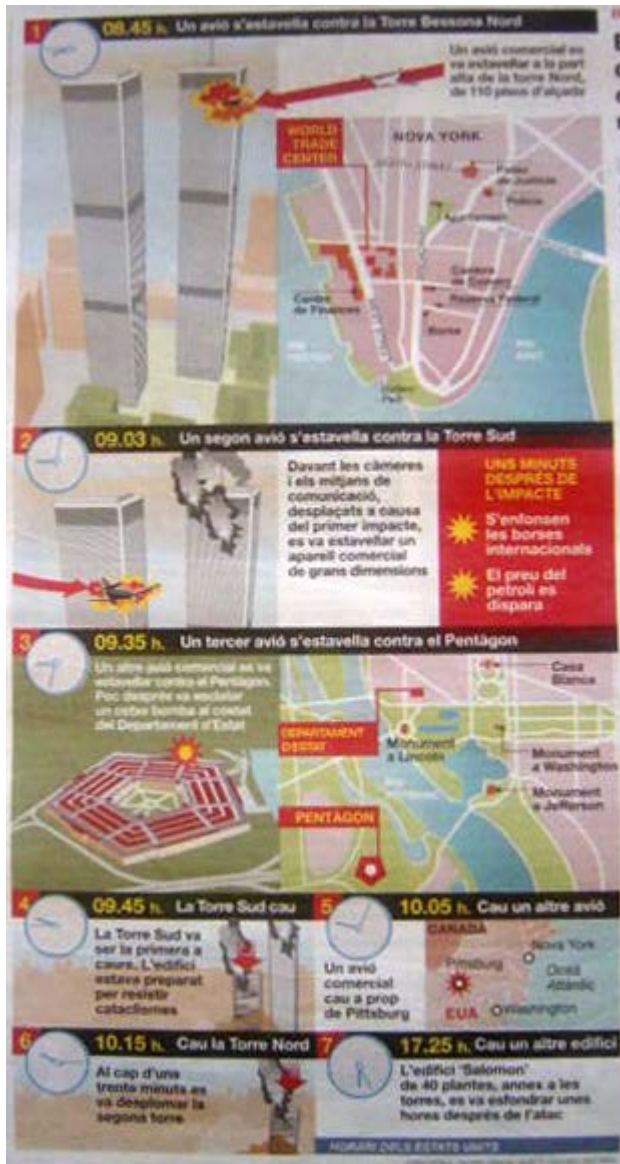 1
08.45 h. Un avió s'estavella contra la Torre Bessona Nord
Un avió comercial es
va estavellar a la part
alta de la torre Nord,
de 110 pisos d'alçada
WORLD
TRADE
CENTER
NOVA YORK
Palau
de Justícia
Policia
Ajuntament
Centre
de Finances
Cambra
de Comerç
Reserva Federal
Borsa
2
09.03 h. Un segon avió s'estavella contra la Torre Sud
Davant les càmeres
i els mitjans de
comunicació,
desplaçats a causa
del primer impacte,
es va estavellar un
aparell comercial
de grans dimensions
UNS MINUTS
DESPRÉS DE
L'IMPACTE
S'enfonsen
les borses
internacionals
El preu del
petroli es
dispara
3
09.35 h. Un tercer avió s'estavella contra el Pentàgon
Un altre avió comercial es va
estavellar contra el Pentàgon.
Poc després va esclatar
un cotxe bomba al costat
del Departament d'Estat
Casa
Blanca
DEPARTAMENT
D'ESTAT
Monument
a Lincoln
Monument
a Washington
Monument
a Jefferson
PENTÀGON
4
09.45 h. La Torre Sud cau
La Torre Sud va
ser la primera a
caure. L'edifici
estava preparat
per resistir
cataclismes
5
10.05 h. Cau un altre avió
Un avió
comercial
cau a prop
de Pittsburg
CANADÀ
Nova York
Pittsburg
Oceà
Atlàntic
EUA
Washington
6
10.15 h. Cau la Torre Nord
Al cap d'uns
trenta minuts es
va desplomar la
segona torre
7
17.25 h. Cau un altre edifici
L'edifici 'Salomon'
de 40 plantes, annex a les
torres, es va esfondrar unes
hores després de l'atac
HORARI DELS ESTATS UNITS